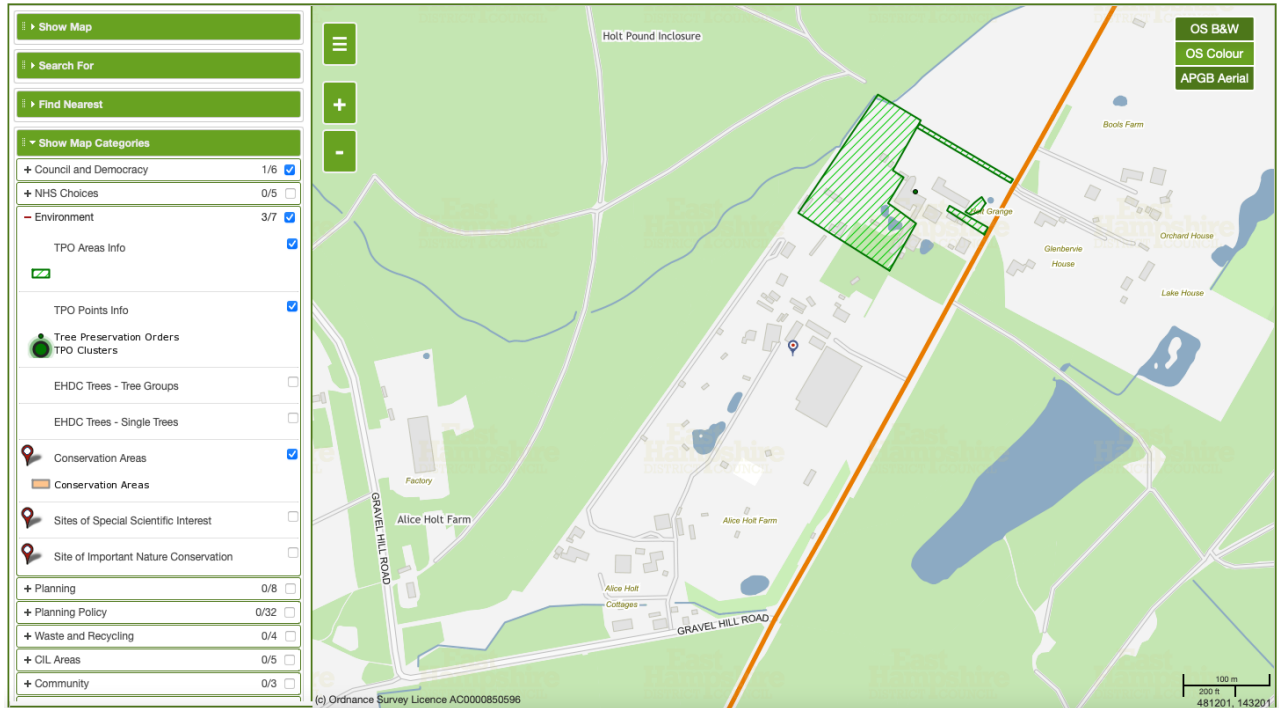 Show Map
Search For
Find Nearest
Show Map Categories
+ Council and Democracy 1/6
+ NHS Choices 0/5
− Environment 3/7
TPO Areas Info
TPO Points Info
Tree Preservation Orders
TPO Clusters
EHDC Trees - Tree Groups
EHDC Trees - Single Trees
Conservation Areas
Conservation Areas
Sites of Special Scientific Interest
Site of Important Nature Conservation
+ Planning 0/8
+ Planning Policy 0/32
+ Waste and Recycling 0/4
+ CIL Areas 0/5
+ Community 0/3
+
-
OS B&W
OS Colour
APGB Aerial
Holt Pound Inclosure
Bools Farm
Holt Grange
Orchard House
Glenbervie
House
Lake House
Factory
Alice Holt Farm
GRAVEL HILL ROAD
Alice Holt Farm
Alice Holt
Cottages
GRAVEL HILL ROAD
East
Hampshire
DISTRICT COUNCIL
(c) Ordnance Survey Licence AC0000850596
100 m
200 ft
481201, 143201